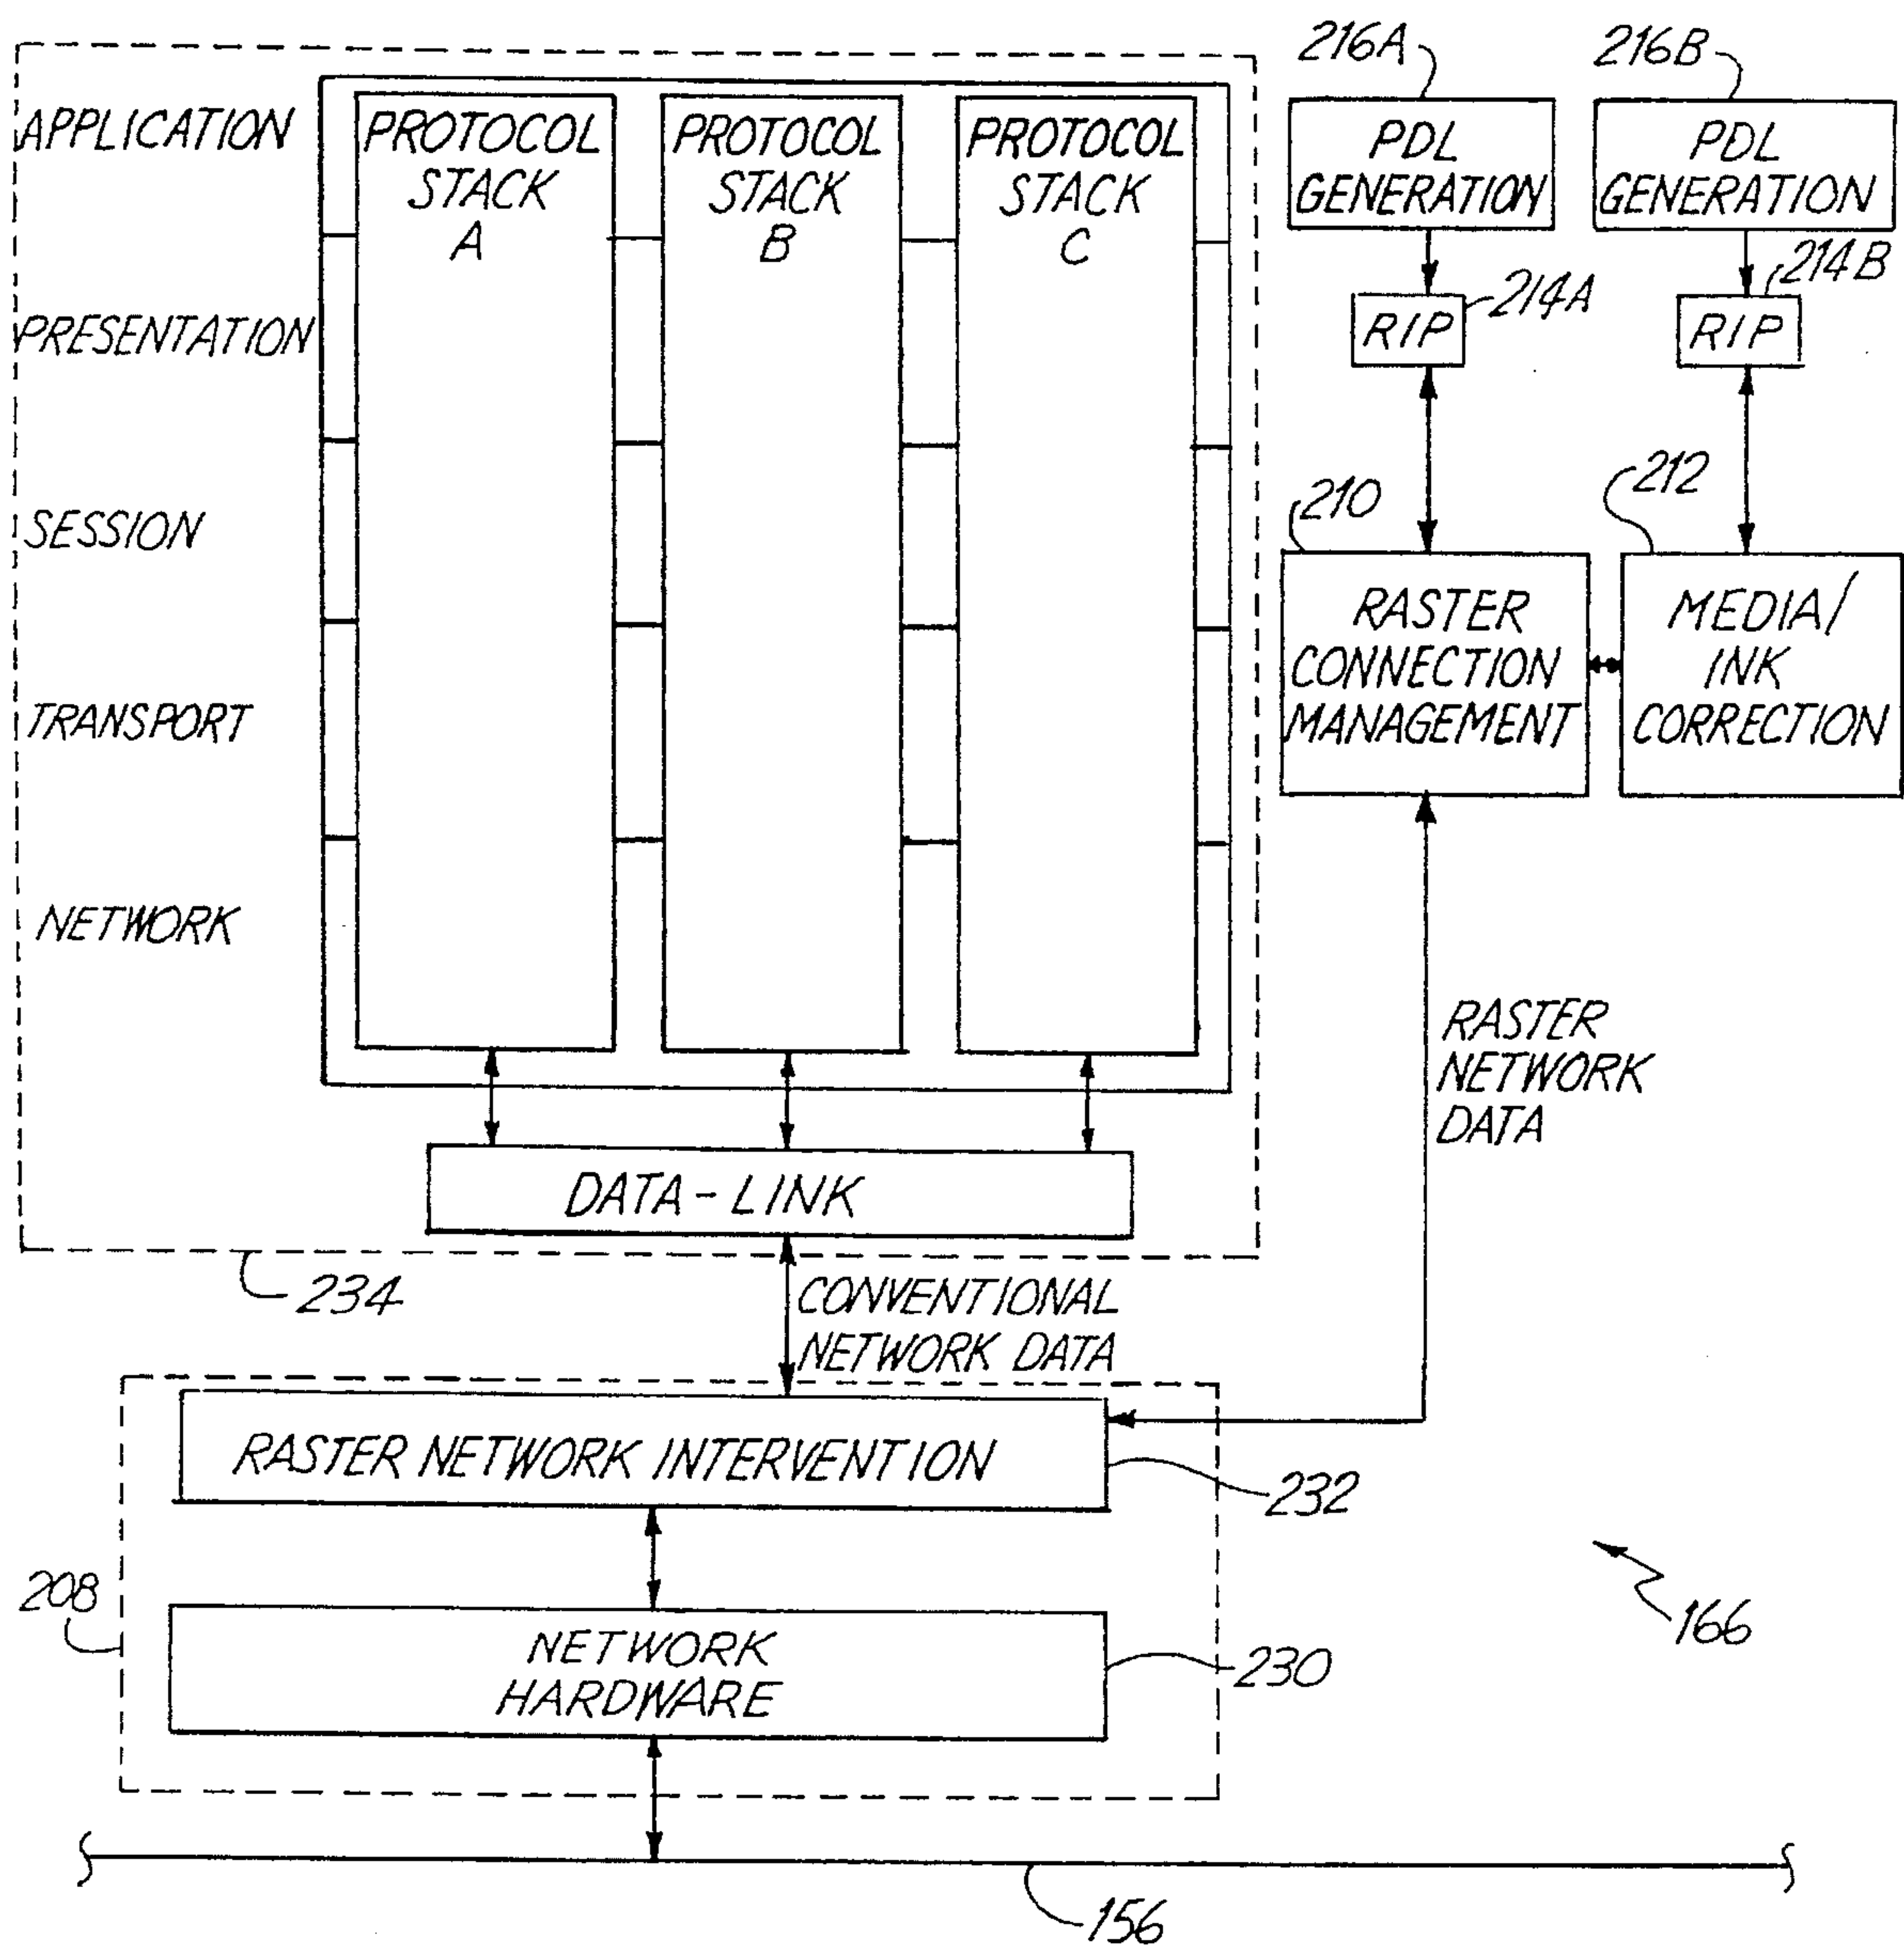 216A
216B
APPLICATION
PROTOCOL
STACK
A
PROTOCOL
STACK
B
PROTOCOL
STACK
C
PDL
GENERATION
PDL
GENERATION
214A
214B
PRESENTATION
RIP
RIP
SESSION
210
212
RASTER
CONNECTION
MANAGEMENT
MEDIA/
INK
CORRECTION
TRANSPORT
NETWORK
RASTER
NETWORK
DATA
DATA-LINK
234
CONVENTIONAL
NETWORK DATA
RASTER NETWORK INTERVENTION
232
208
NETWORK
HARDWARE
230
166
156